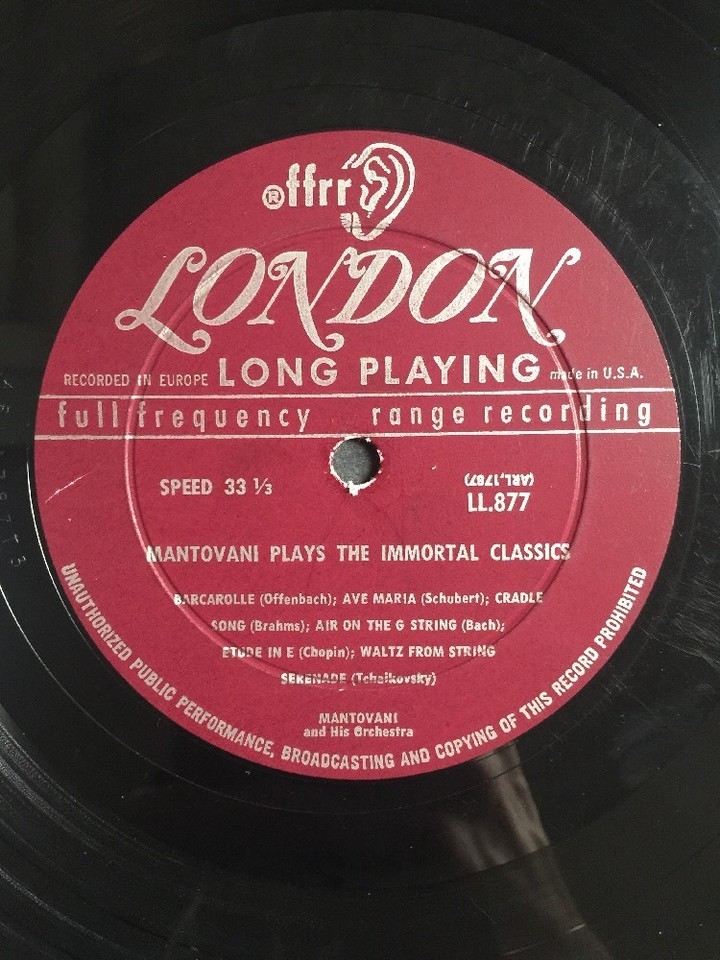 ®ffrr
LONDON
RECORDED IN EUROPE LONG PLAYING made in U.S.A.
full frequency range recording
SPEED 33 1/3
(ARL,1787)
LL.877
MANTOVANI PLAYS THE IMMORTAL CLASSICS
BARCAROLLE (Offenbach); AVE MARIA (Schubert); CRADLE
SONG (Brahms); AIR ON THE G STRING (Bach);
ETUDE IN E (Chopin); WALTZ FROM STRING
SERENADE (Tchaikovsky)
MANTOVANI
and His Orchestra
UNAUTHORIZED PUBLIC PERFORMANCE, BROADCASTING AND COPYING OF THIS RECORD PROHIBITED